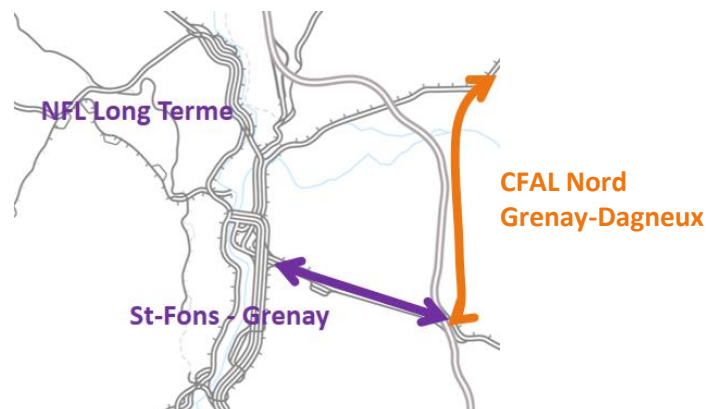 NFL Long Terme
CFAL Nord
Grenay-Dagneux
St-Fons - Grenay